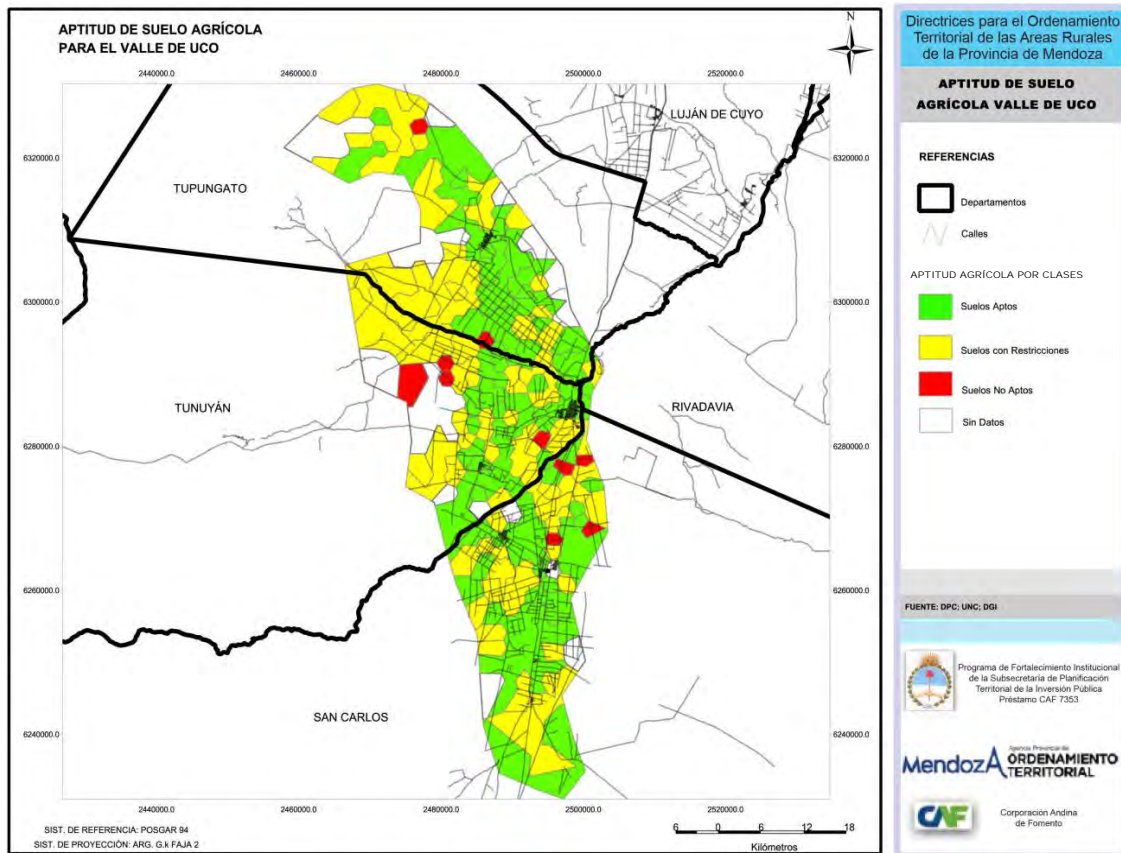 APTITUD DE SUELO AGRÍCOLA
PARA EL VALLE DE UCO
N
2440000.0
2460000.0
2480000.0
2500000.0
2520000.0
6320000.0
6320000.0
6300000.0
6300000.0
6280000.0
6280000.0
6260000.0
6260000.0
6240000.0
6240000.0
LUJÁN DE CUYO
TUPUNGATO
TUNUYÁN
RIVADAVIA
SAN CARLOS
2440000.0
2460000.0
2480000.0
2500000.0
2520000.0
SIST. DE REFERENCIA: POSGAR 94
SIST. DE PROYECCIÓN: ARG. G.k FAJA 2
6 0 6 12 18
Kilómetros
Directrices para el Ordenamiento
Territorial de las Areas Rurales
de la Provincia de Mendoza
APTITUD DE SUELO
AGRÍCOLA VALLE DE UCO
REFERENCIAS
Departamentos
Calles
APTITUD AGRÍCOLA POR CLASES
Suelos Aptos
Suelos con Restricciones
Suelos No Aptos
Sin Datos
FUENTE: DPC; UNC; DGI
Programa de Fortalecimiento Institucional
de la Subsecretaría de Planificación
Territorial de la Inversión Pública
Préstamo CAF 7353
Agencia Provincial de
MendozA ORDENAMIENTO
TERRITORIAL
CAF
Corporación Andina
de Fomento